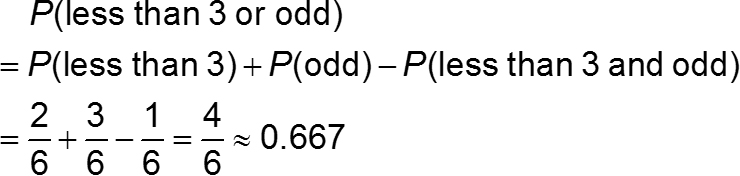 P(less than 3 or odd)
= P(less than 3) + P(odd) − P(less than 3 and odd)
= 2/6 + 3/6 − 1/6 = 4/6 ≈ 0.667